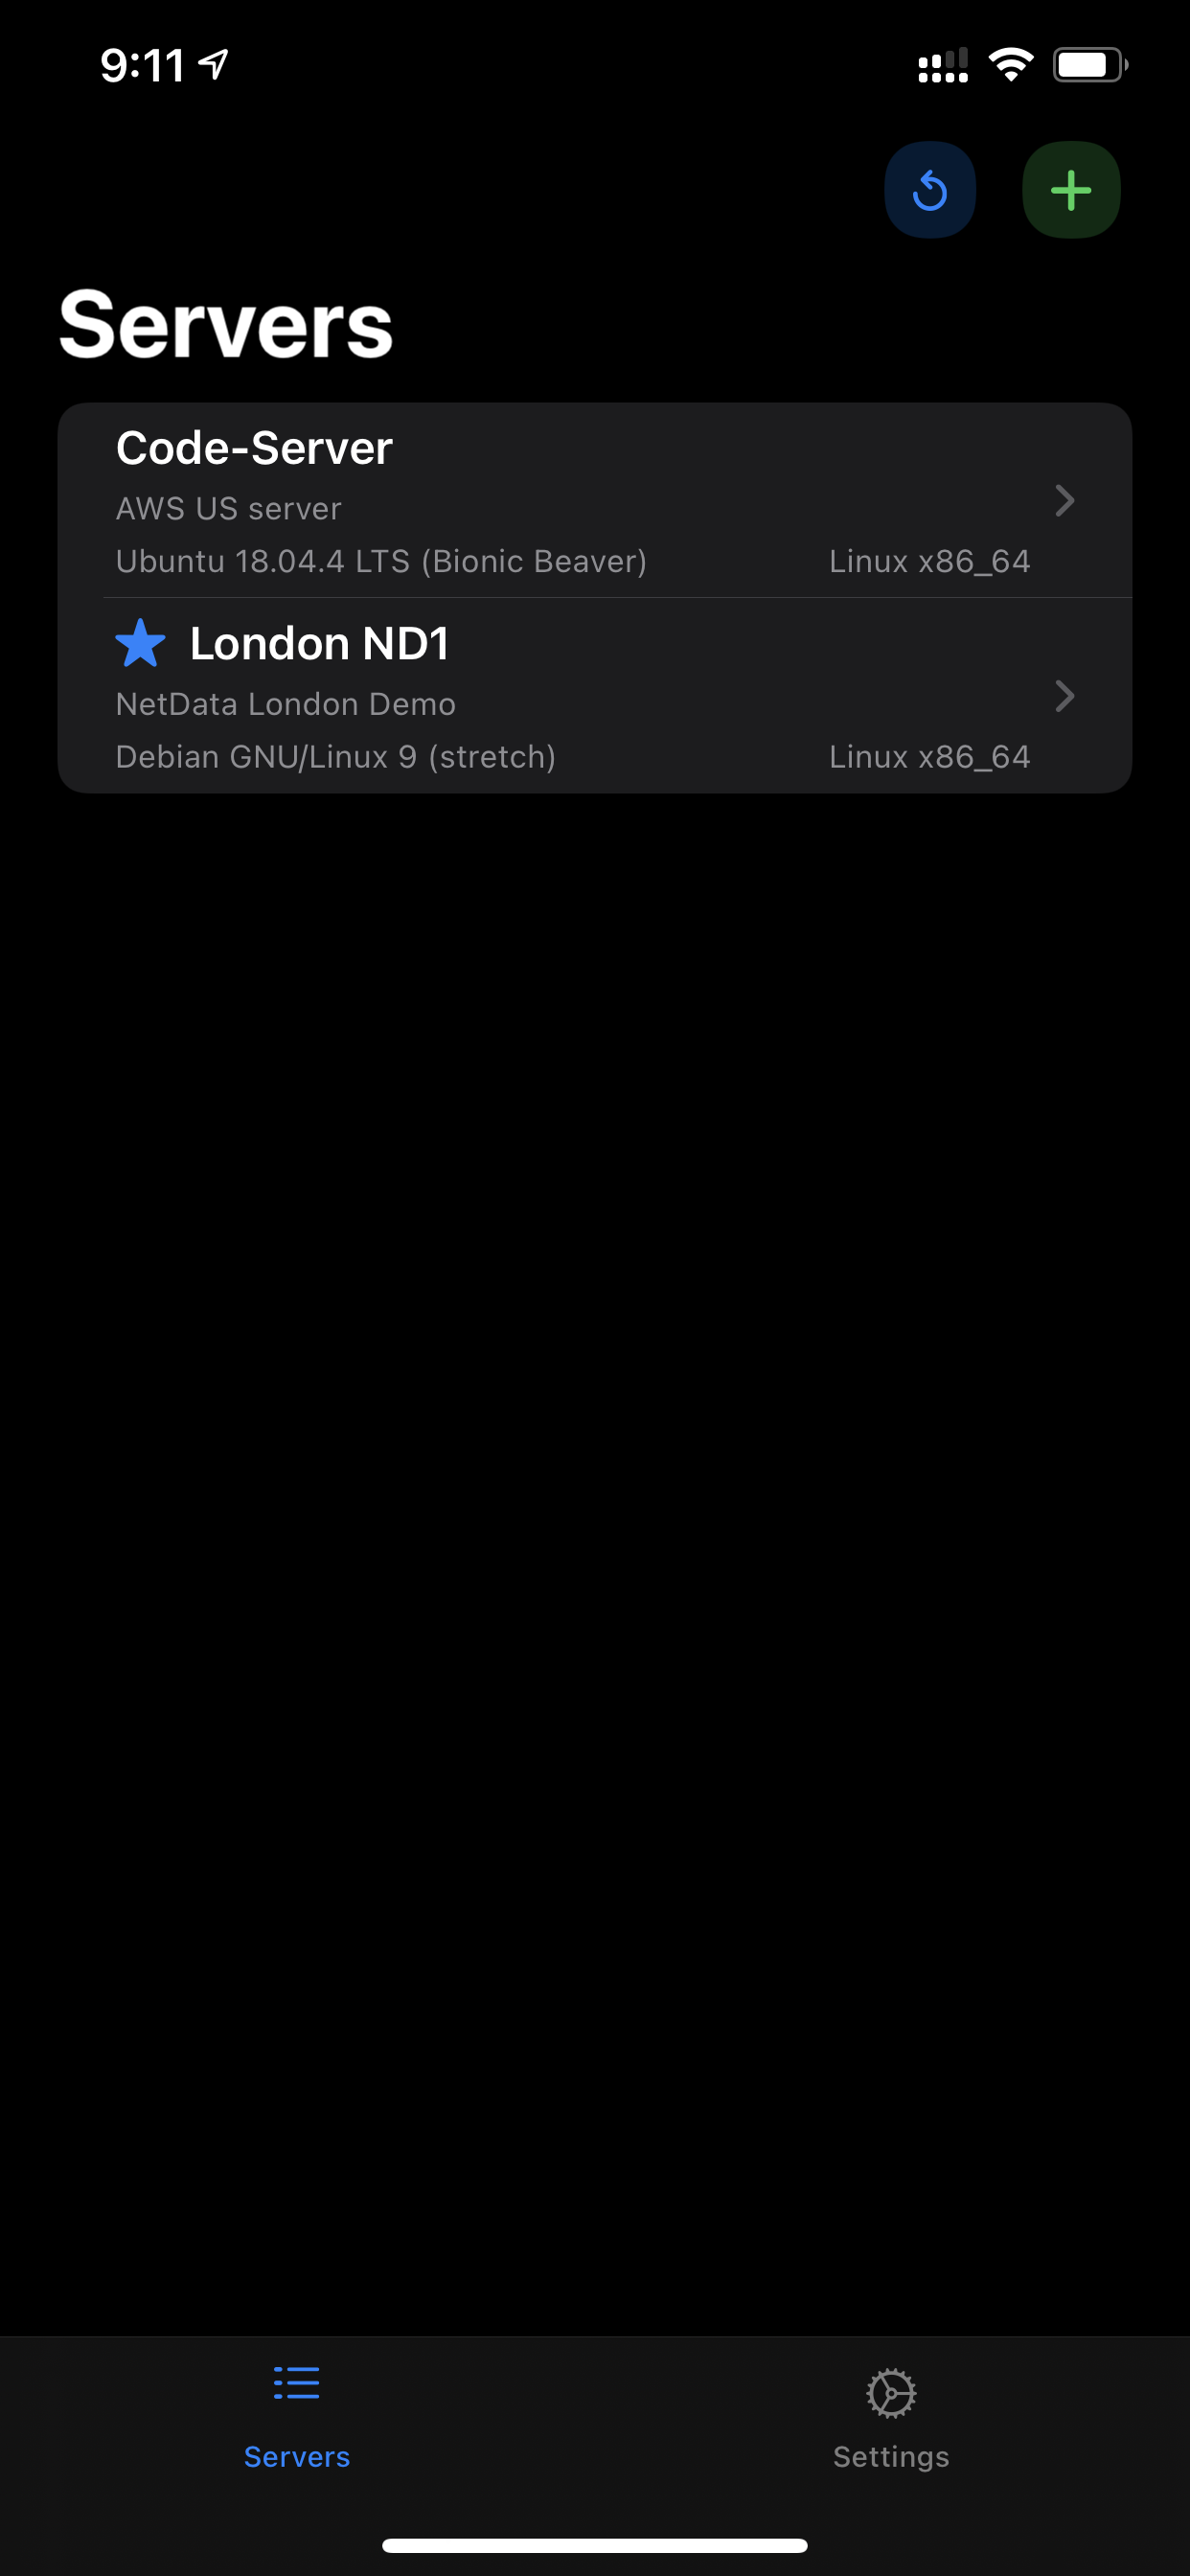 9:11
Servers
Code-Server
AWS US server
Ubuntu 18.04.4 LTS (Bionic Beaver) Linux x86_64
London ND1
NetData London Demo
Debian GNU/Linux 9 (stretch) Linux x86_64
Servers Settings